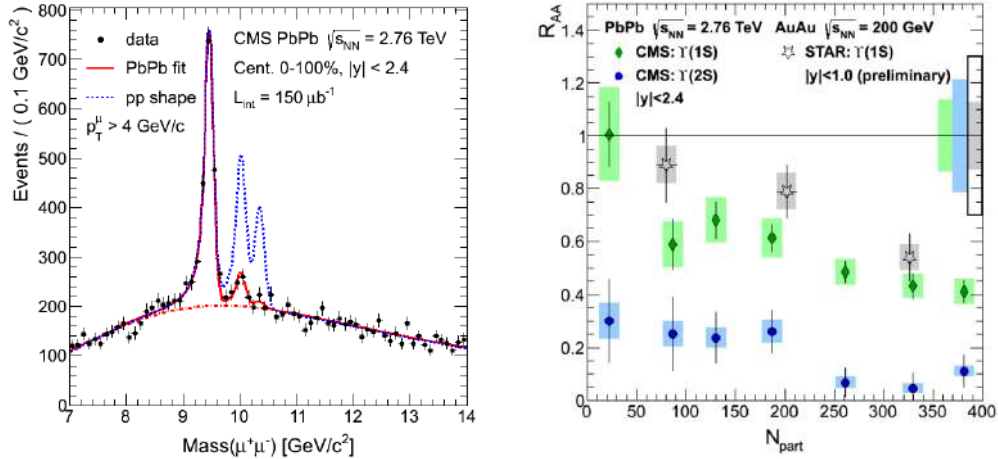 Events / ( 0.1 GeV/c²)
800
700
600
500
400
300
200
100
0
7 8 9 10 11 12 13 14
Mass(μ⁺μ⁻) [GeV/c²]
data
PbPb fit
pp shape
p_T^μ > 4 GeV/c
CMS PbPb √s_NN = 2.76 TeV
Cent. 0-100%, |y| < 2.4
L_int = 150 μb⁻¹
R_AA
1.4
1.2
1
0.8
0.6
0.4
0.2
0
0 50 100 150 200 250 300 350 400
N_part
PbPb √s_NN = 2.76 TeV AuAu √s_NN = 200 GeV
CMS: ϒ(1S) STAR: ϒ(1S)
CMS: ϒ(2S) |y|<1.0 (preliminary)
|y|<2.4